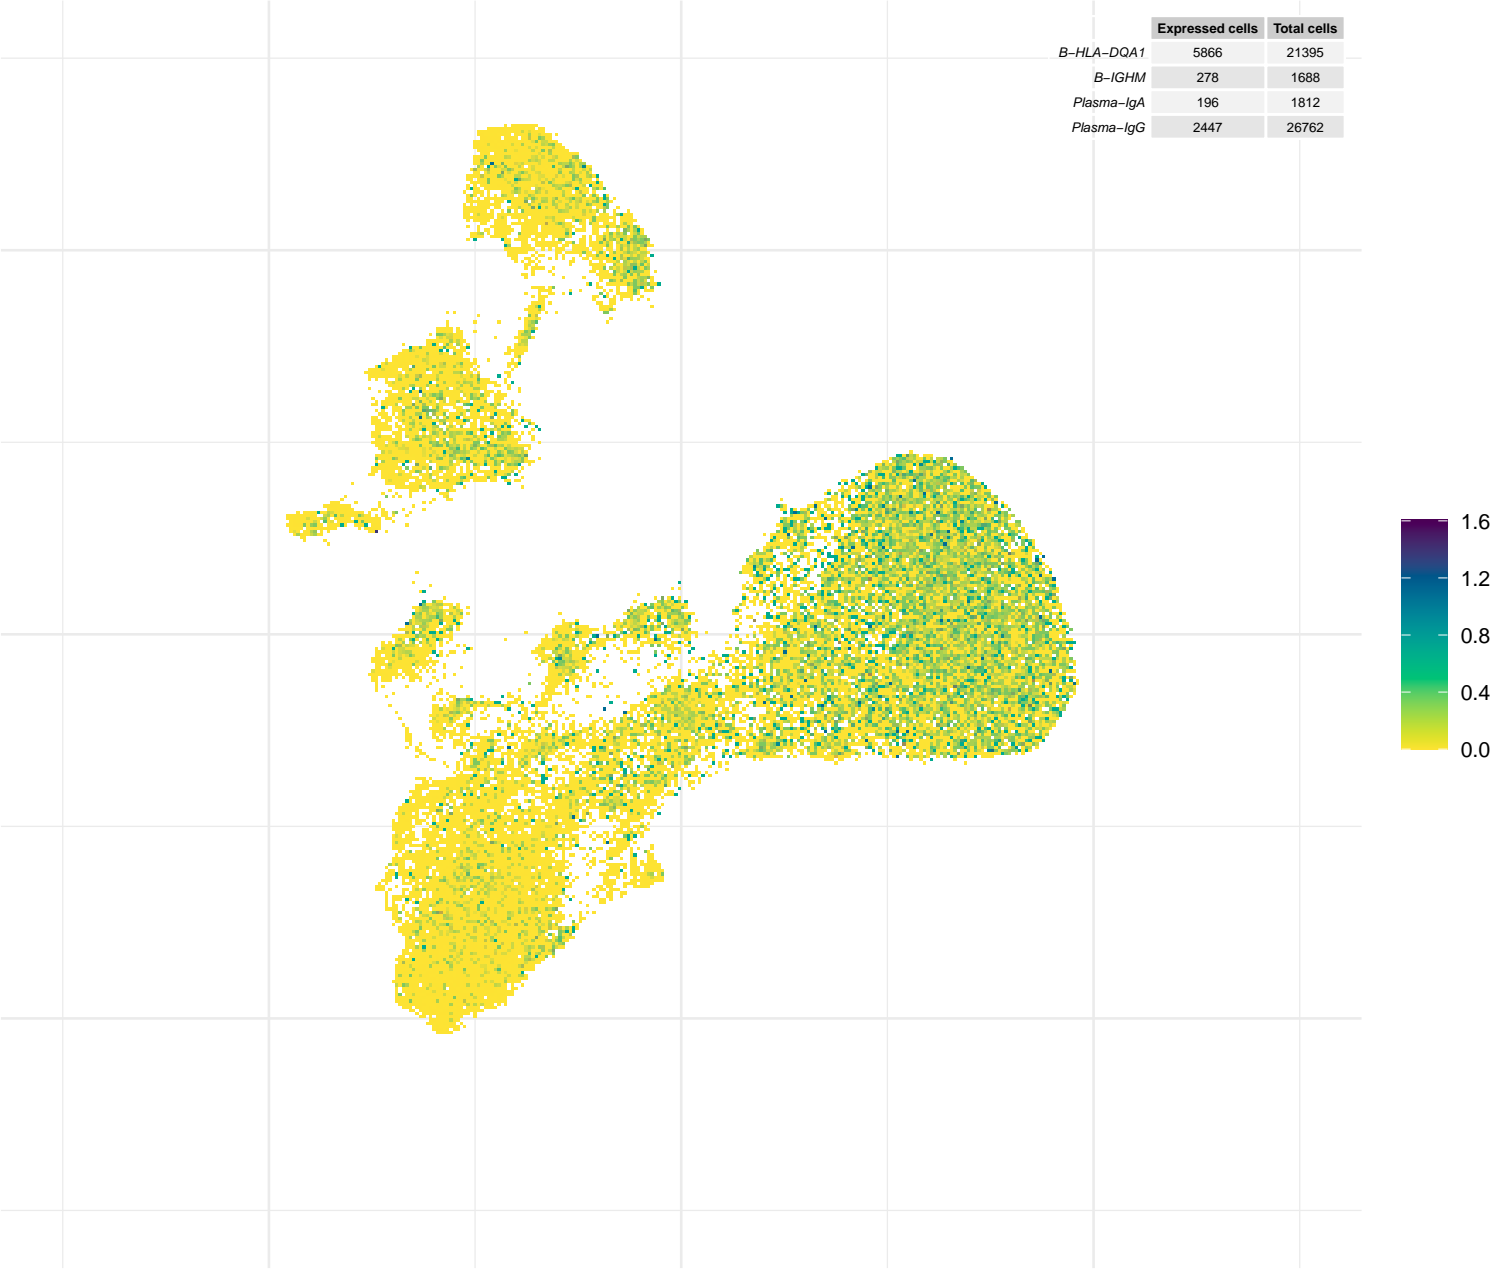 Expressed cells Total cells
B−HLA−DQA1 5866 21395
B−IGHM 278 1688
Plasma−IgA 196 1812
Plasma−IgG 2447 26762
1.6
1.2
0.8
0.4
0.0